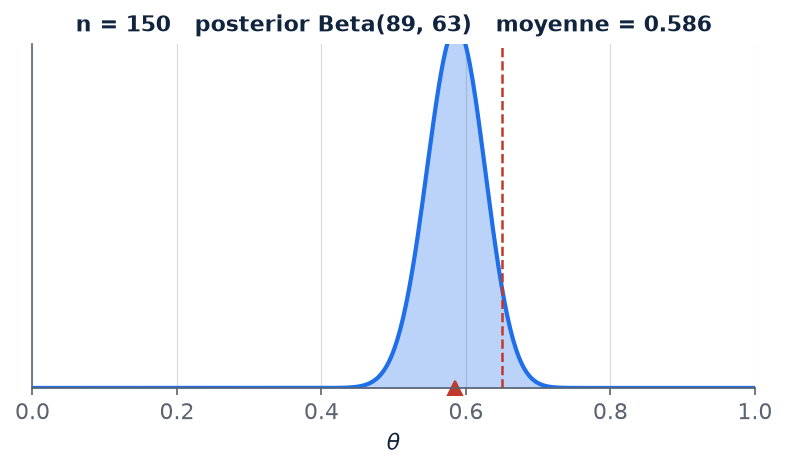 n = 150   posterior Beta(89, 63)   moyenne = 0.586
0.0 0.2 0.4 0.6 0.8 1.0
θ